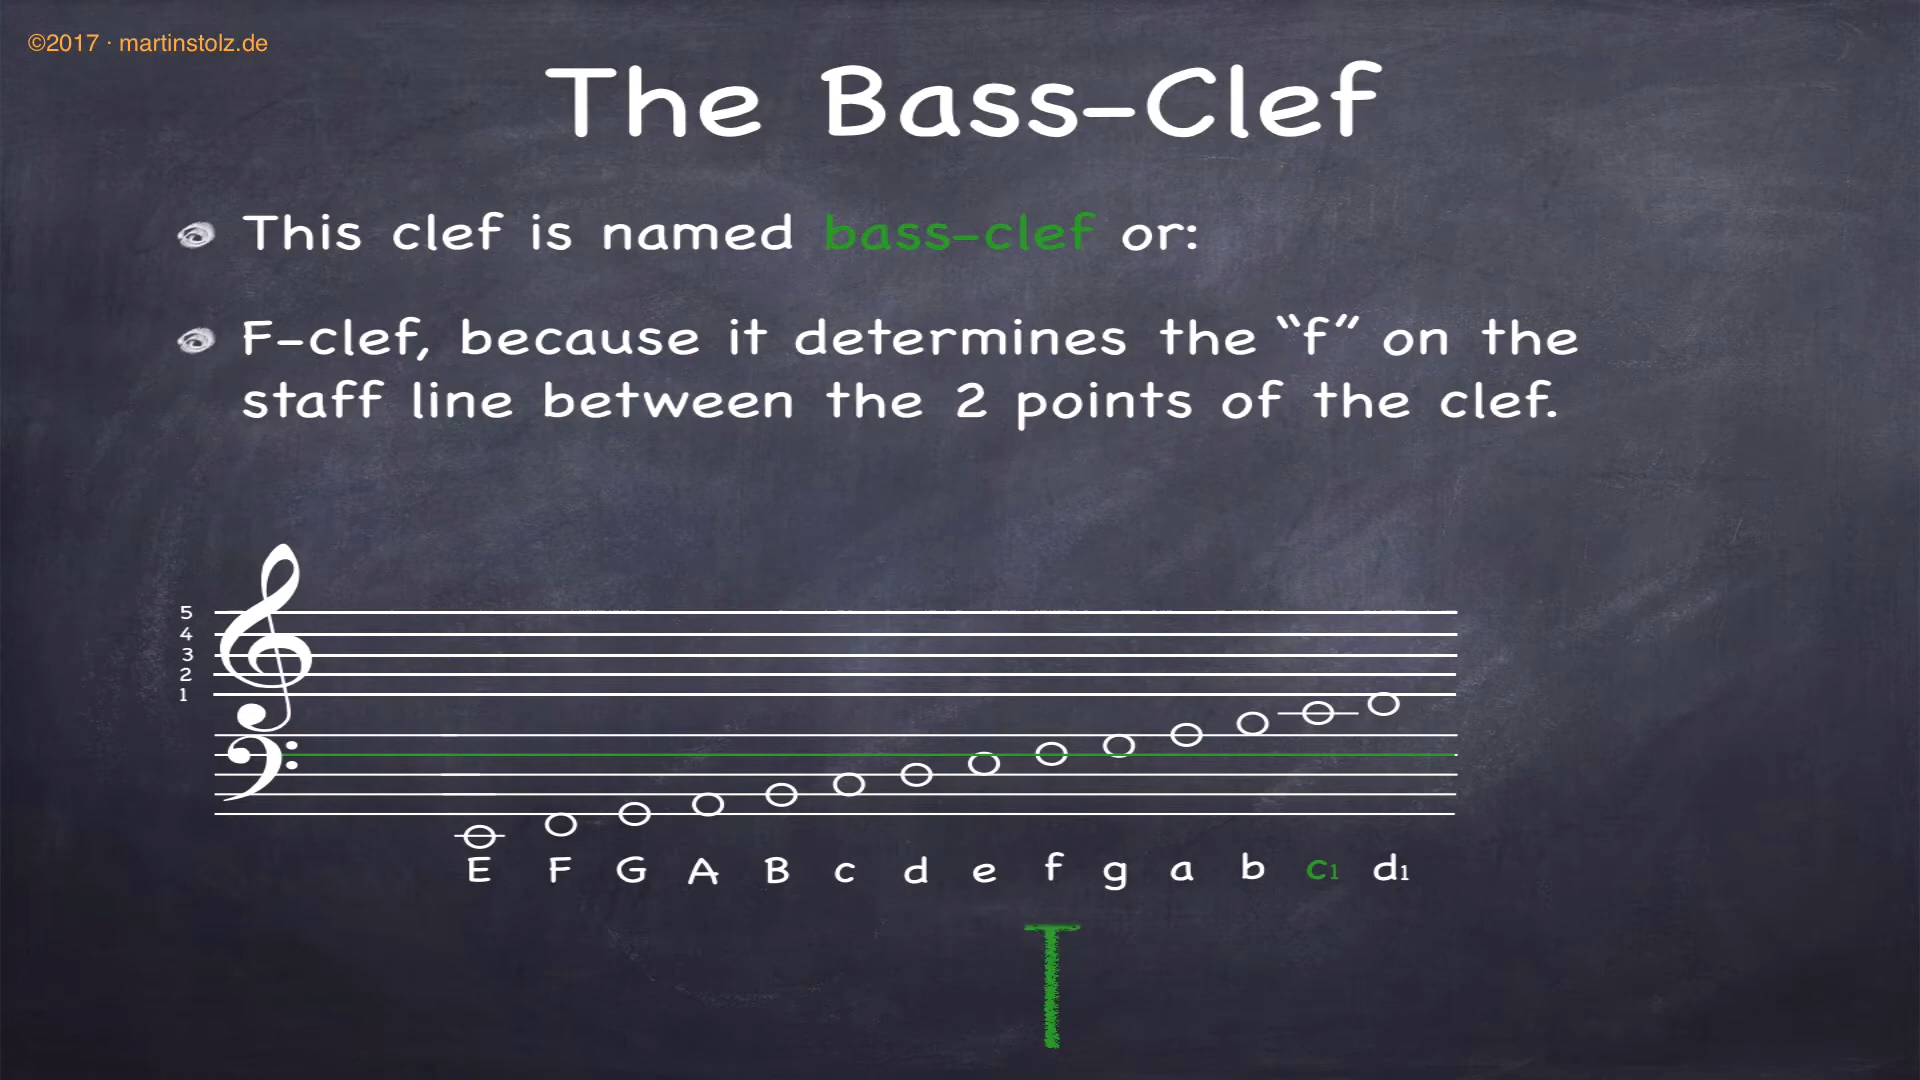 ©2017 · martinstolz.de
The Bass-Clef
This clef is named bass-clef or:
F-clef, because it determines the “f” on the
staff line between the 2 points of the clef.
5
4
3
2
1
E F G A B c d e f g a b c1 d1